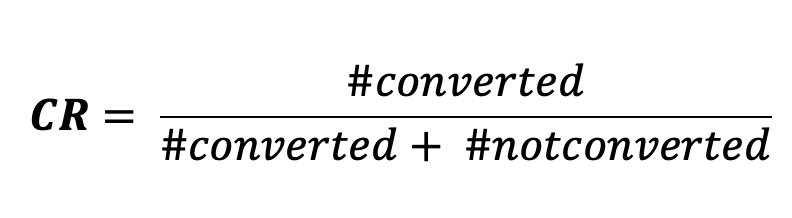 CR = #converted
#converted + #notconverted